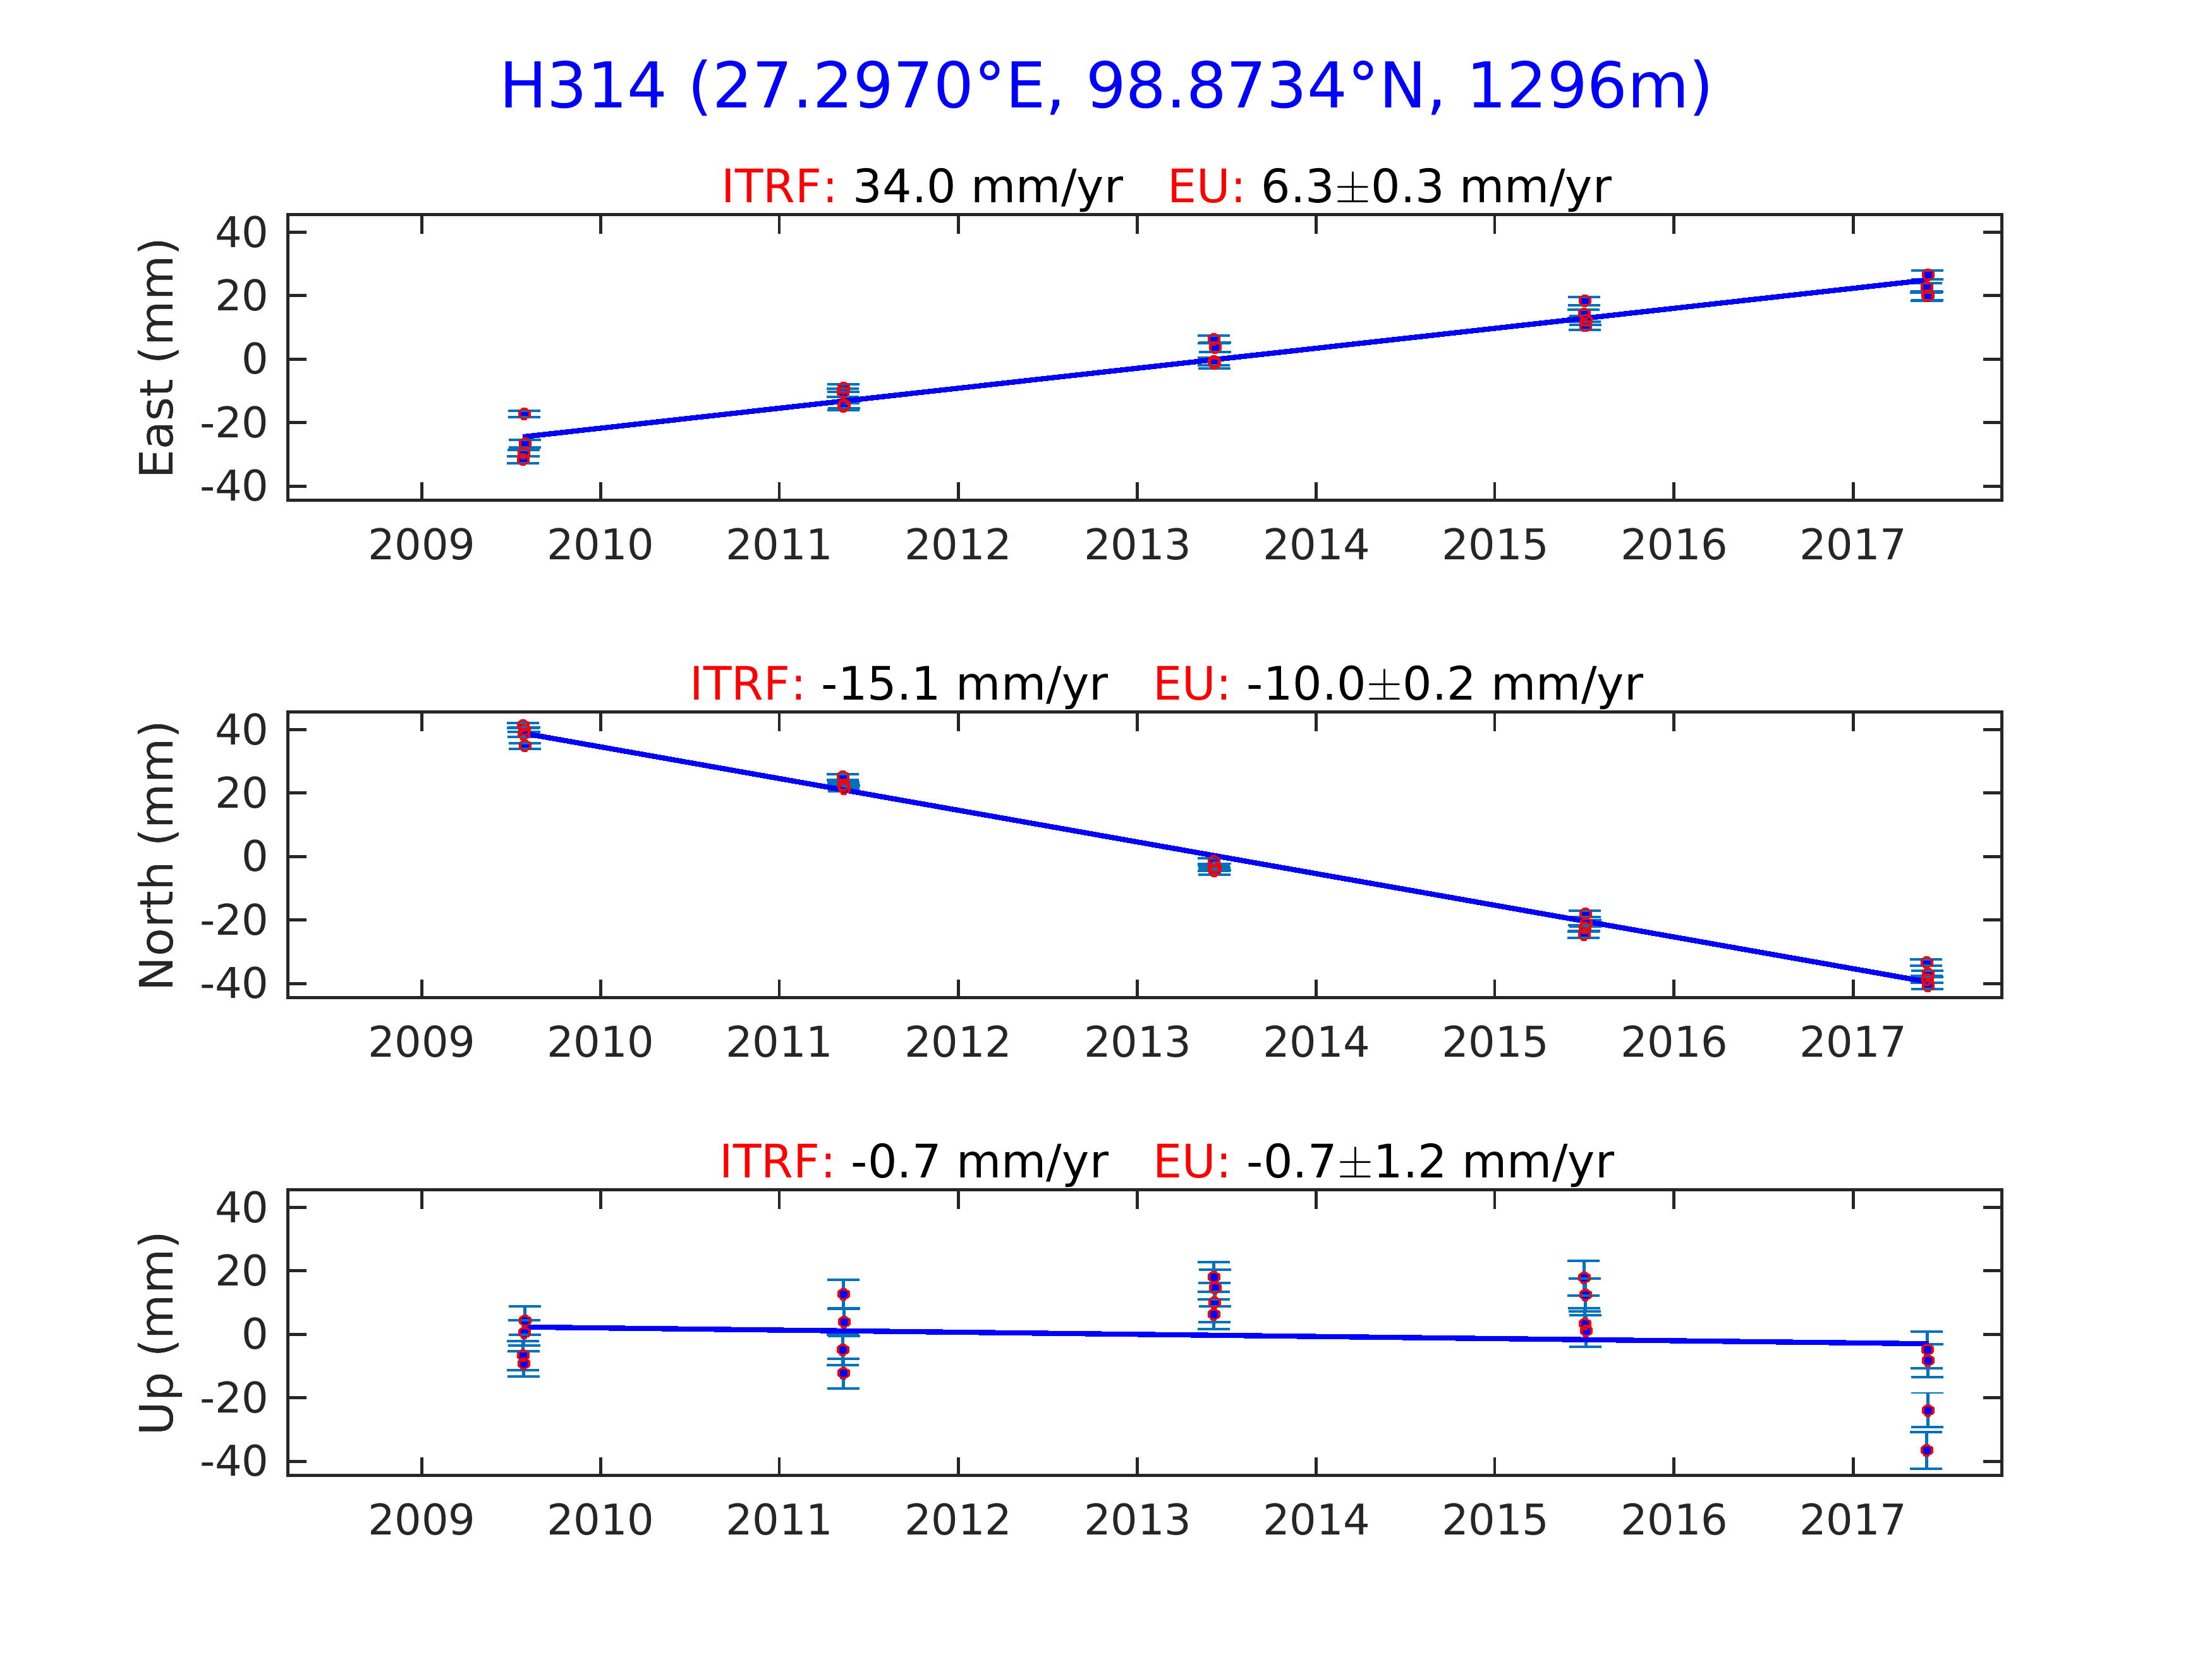 H314 (27.2970°E, 98.8734°N, 1296m)
ITRF: 34.0 mm/yr EU: 6.3±0.3 mm/yr
East (mm)
40
20
0
-20
-40
2009 2010 2011 2012 2013 2014 2015 2016 2017
ITRF: -15.1 mm/yr EU: -10.0±0.2 mm/yr
North (mm)
40
20
0
-20
-40
2009 2010 2011 2012 2013 2014 2015 2016 2017
ITRF: -0.7 mm/yr EU: -0.7±1.2 mm/yr
Up (mm)
40
20
0
-20
-40
2009 2010 2011 2012 2013 2014 2015 2016 2017